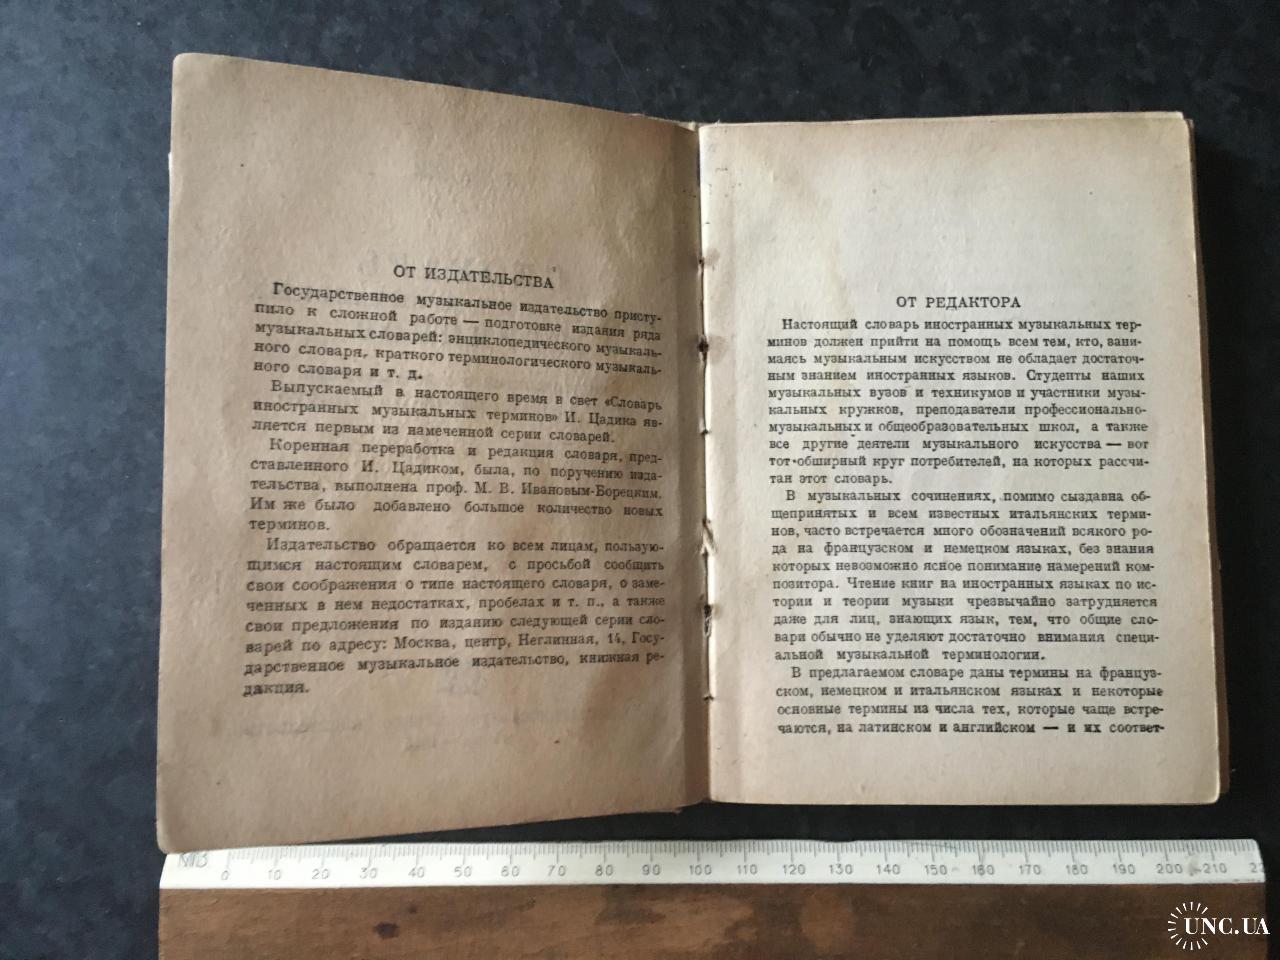 ОТ ИЗДАТЕЛЬСТВА
Государственное музыкальное издательство присту-
пило к сложной работе — подготовке издания ряда
музыкальных словарей: энциклопедического музыкаль-
ного словаря, краткого терминологического музыкаль-
ного словаря и т. д.
Выпускаемый в настоящее время в свет «Словарь
иностранных музыкальных терминов» И. Цадика яв-
ляется первым из намеченной серии словарей.
Коренная переработка и редакция словаря, пред-
ставленного И. Цадиком, была, по поручению изда-
тельства, выполнена проф. М. В. Ивановым-Борецким.
Им же было добавлено большое количество новых
терминов.
Издательство обращается ко всем лицам, пользую-
щимся настоящим словарем, с просьбой сообщить
свои соображения о типе настоящего словаря, о заме-
ченных в нем недостатках, пробелах и т. п., а также
свои предложения по изданию следующей серии сло-
варей по адресу: Москва, центр, Неглинная, 14, Госу-
дарственное музыкальное издательство, книжная ре-
дакция.
ОТ РЕДАКТОРА
Настоящий словарь иностранных музыкальных тер-
минов должен прийти на помощь всем тем, кто, зани-
маясь музыкальным искусством не обладает достаточ-
ным знанием иностранных языков. Студенты наших
музыкальных вузов и техникумов и участники музы-
кальных кружков, преподаватели профессионально-
музыкальных и общеобразовательных школ, а также
все другие деятели музыкального искусства — вот
тот обширный круг потребителей, на которых рассчи-
тан этот словарь.
В музыкальных сочинениях, помимо сыздавна об-
щепринятых и всем известных итальянских терми-
нов, часто встречается много обозначений всякого ро-
да на французском и немецком языках, без знания
которых невозможно ясное понимание намерений ком-
позитора. Чтение книг на иностранных языках по ис-
тории и теории музыки чрезвычайно затрудняется
даже для лиц, знающих язык, тем, что общие сло-
вари обычно не уделяют достаточно внимания специ-
альной музыкальной терминологии.
В предлагаемом словаре даны термины на француз-
ском, немецком и итальянском языках и некоторые
основные термины из числа тех, которые чаще встре-
чаются, на латинском и английском — и их соответ-
0 10 20 30 40 50 60 70 80 90 100 110 120 130 140 150 160 170 180 190 200 210
UNC.UA